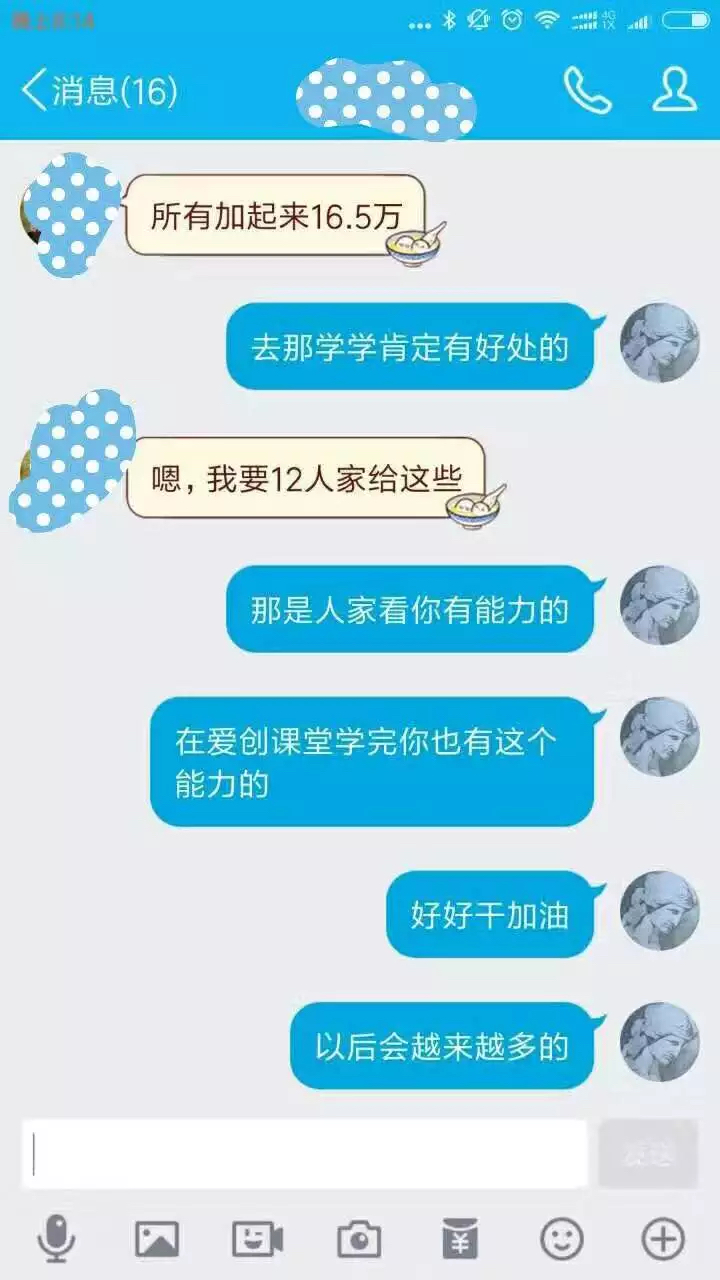 晚上8:14
4G
1X
消息(16)
所有加起来16.5万
去那学学肯定有好处的
嗯，我要12人家给这些
那是人家看你有能力的
在爱创课堂学完你也有这个
能力的
好好干加油
以后会越来越多的
发送